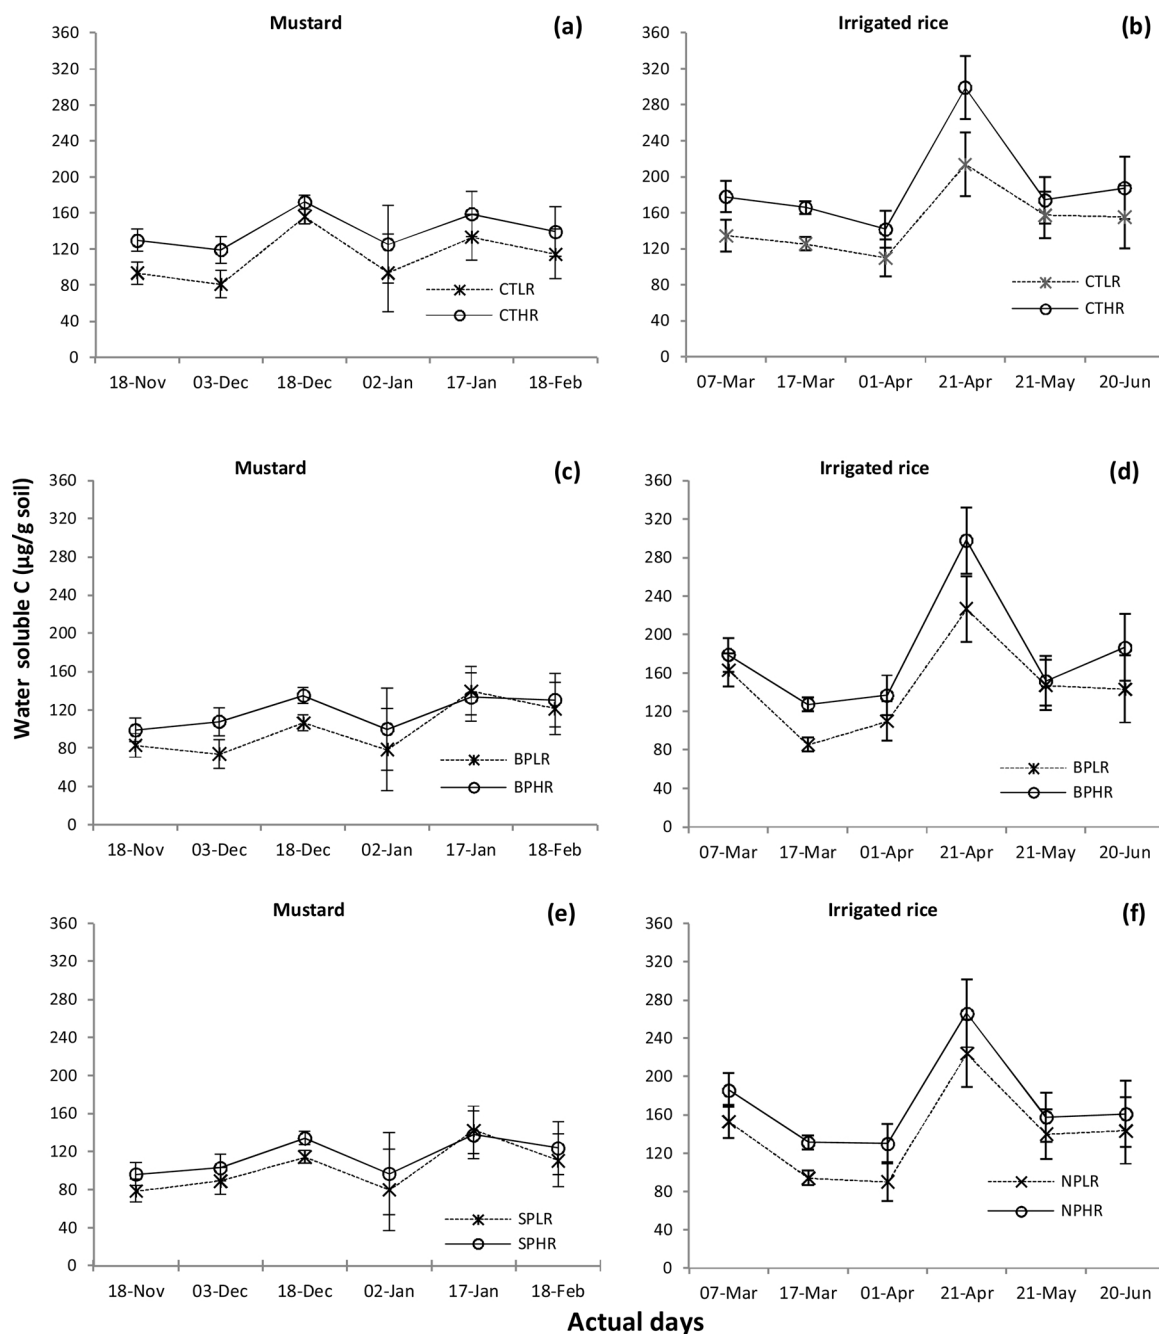 Mustard
(a)
360
320
280
240
200
160
120
80
40
0
18-Nov 03-Dec 18-Dec 02-Jan 17-Jan 18-Feb
CTLR
CTHR
Irrigated rice
(b)
360
320
280
240
200
160
120
80
40
0
07-Mar 17-Mar 01-Apr 21-Apr 21-May 20-Jun
CTLR
CTHR
Water soluble C (µg/g soil)
Mustard
(c)
360
320
280
240
200
160
120
80
40
0
18-Nov 03-Dec 18-Dec 02-Jan 17-Jan 18-Feb
BPLR
BPHR
Irrigated rice
(d)
360
320
280
240
200
160
120
80
40
0
07-Mar 17-Mar 01-Apr 21-Apr 21-May 20-Jun
BPLR
BPHR
Mustard
(e)
360
320
280
240
200
160
120
80
40
0
18-Nov 03-Dec 18-Dec 02-Jan 17-Jan 18-Feb
SPLR
SPHR
Irrigated rice
(f)
360
320
280
240
200
160
120
80
40
0
07-Mar 17-Mar 01-Apr 21-Apr 21-May 20-Jun
NPLR
NPHR
Actual days